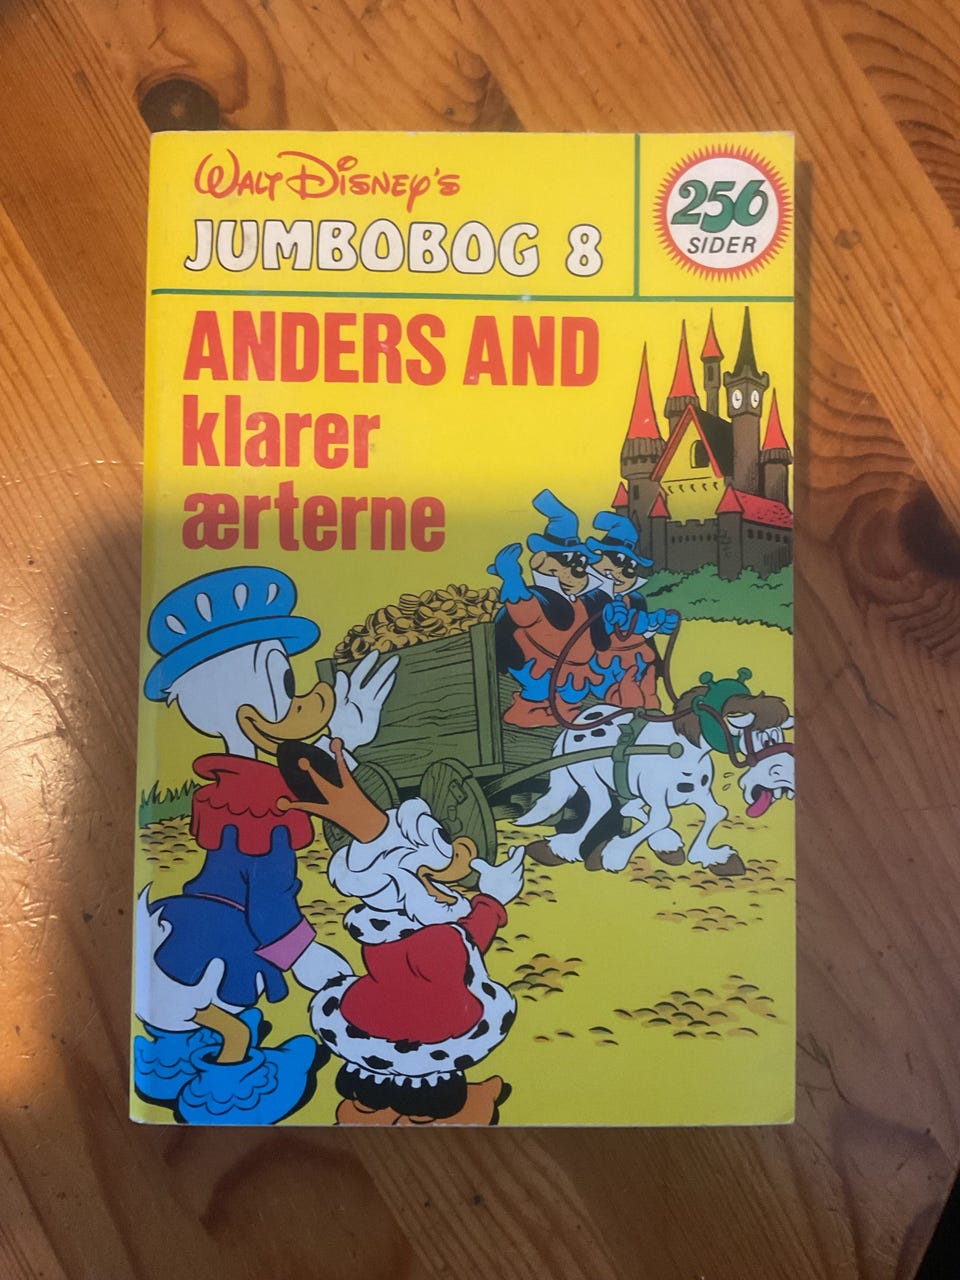 WALT DISNEY'S
JUMBOBOG 8
256
SIDER
ANDERS AND
klarer
ærterne